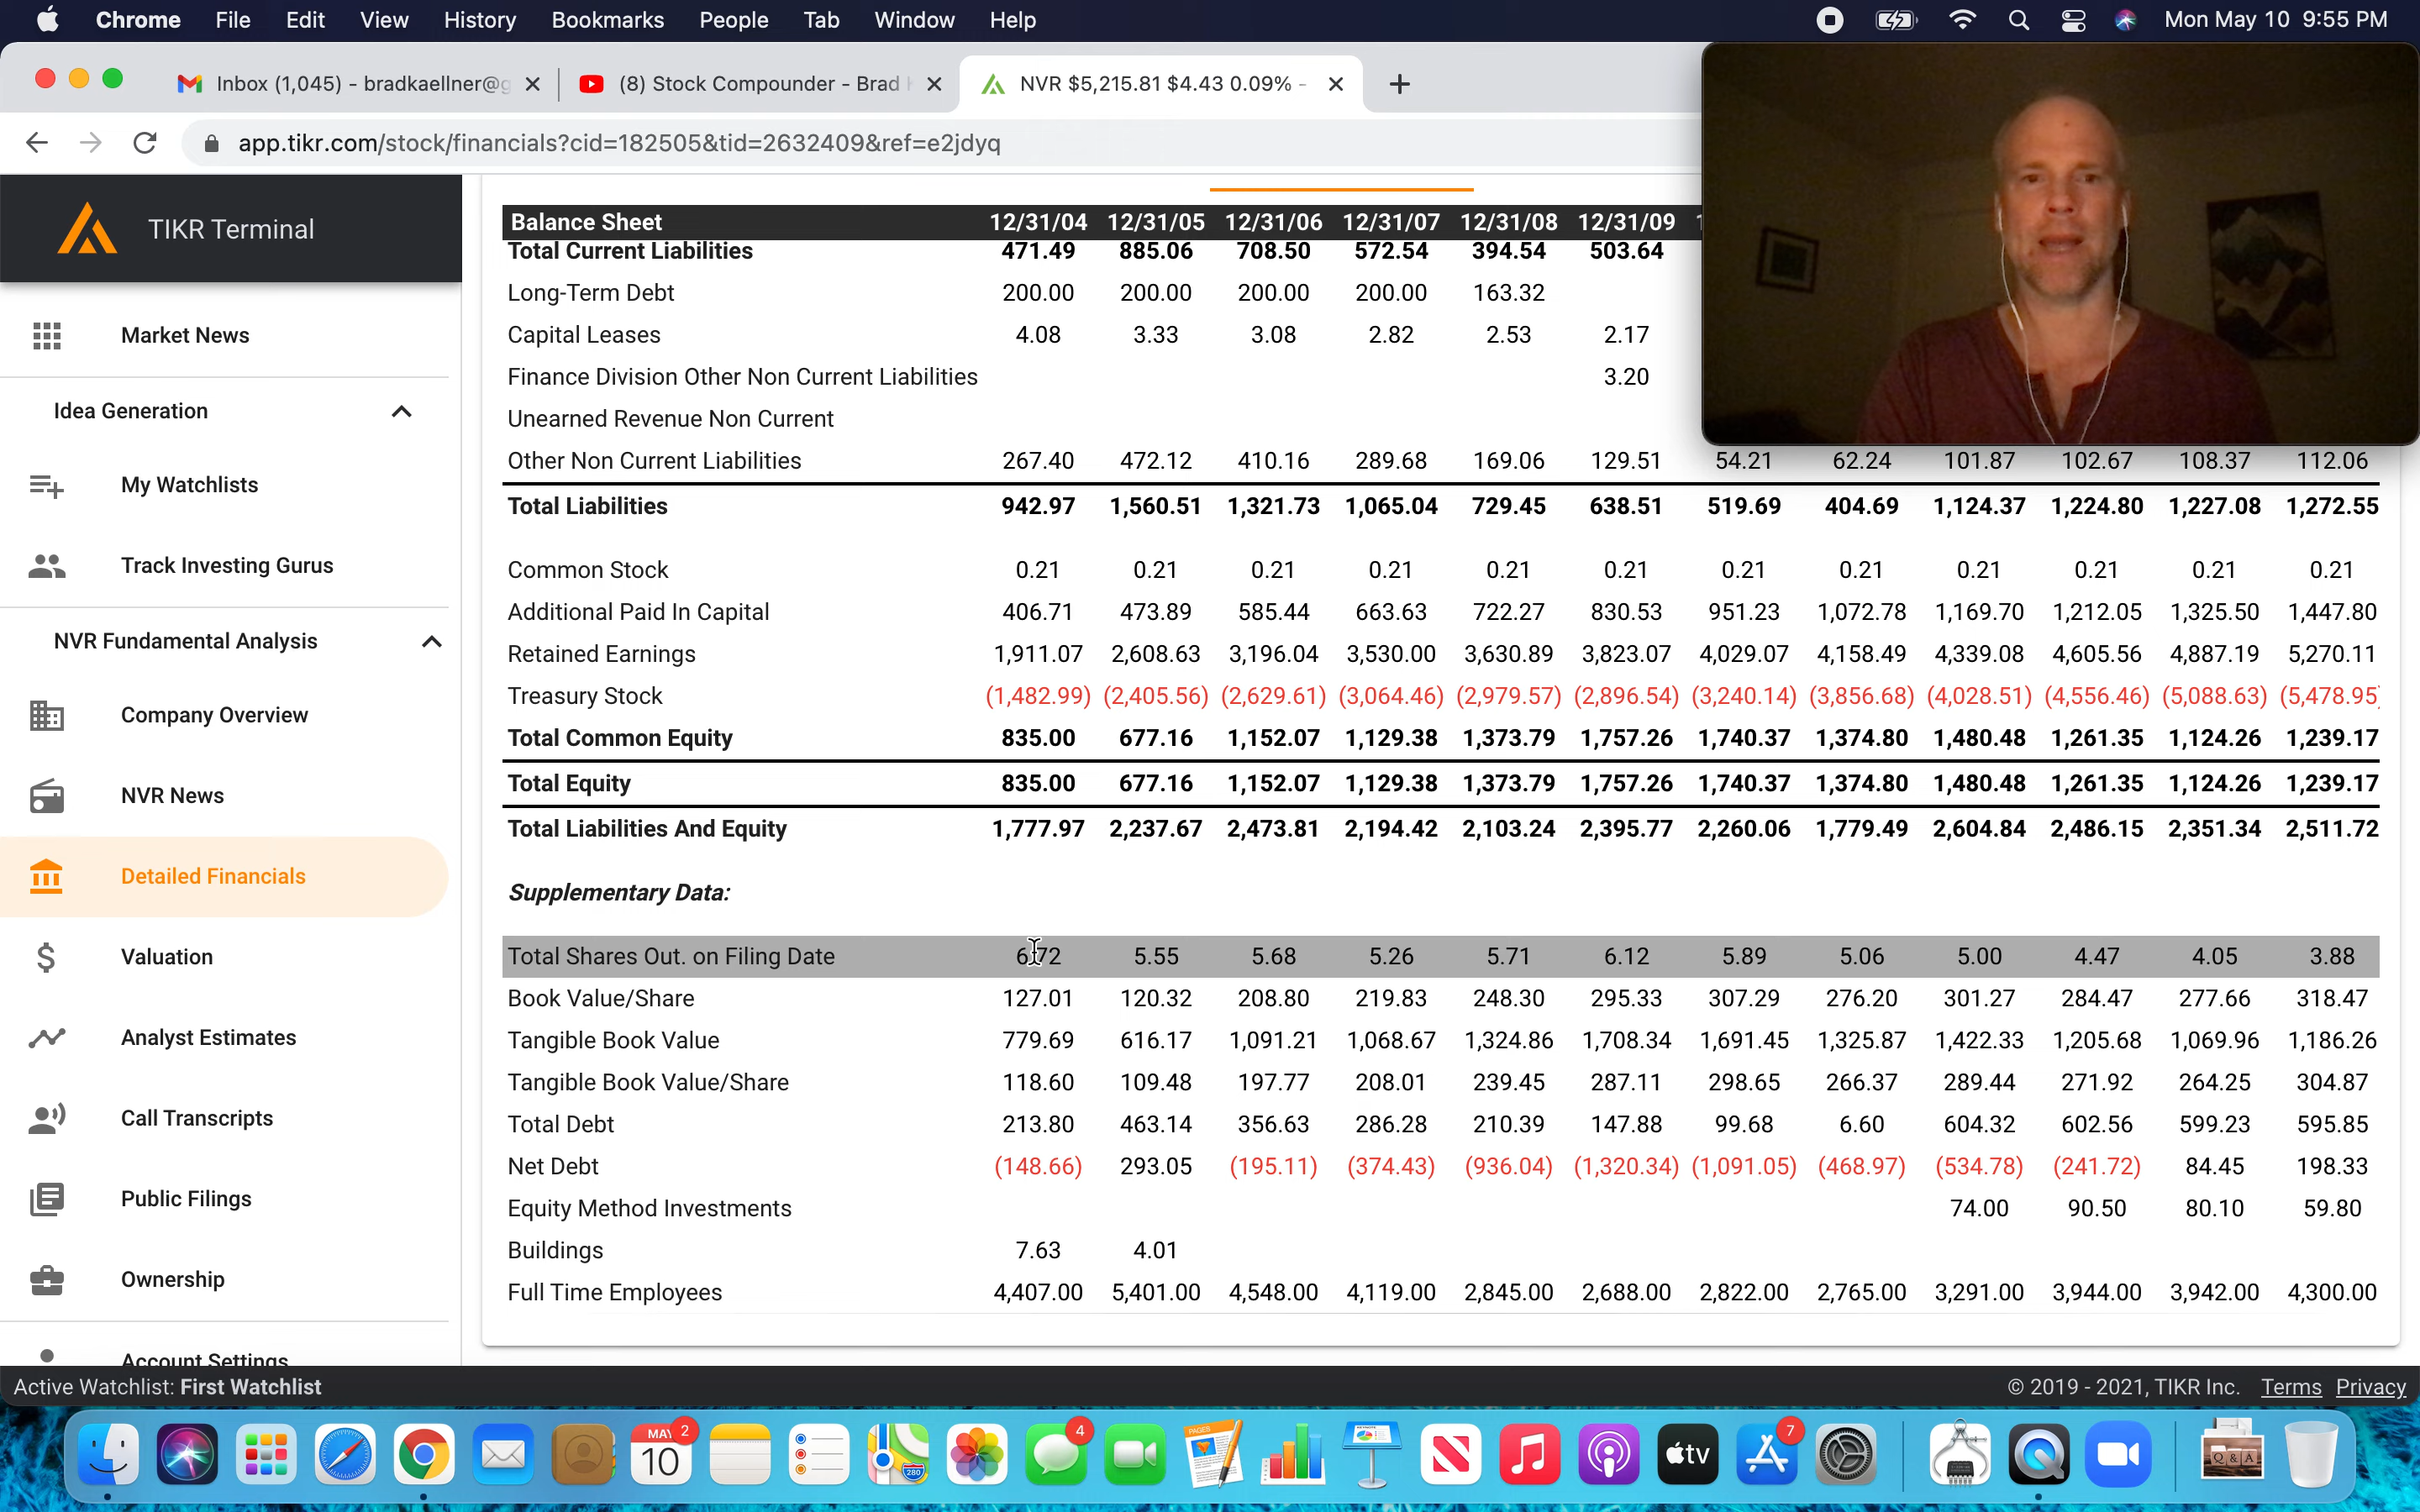 Chrome File Edit View History Bookmarks People Tab Window Help Mon May 10 9:55 PM
Inbox (1,045) - bradkaellner@g (8) Stock Compounder - Brad NVR $5,215.81 $4.43 0.09% -
app.tikr.com/stock/financials?cid=182505&tid=2632409&ref=e2jdyq
TIKR Terminal
Market News
Idea Generation
My Watchlists
Track Investing Gurus
NVR Fundamental Analysis
Company Overview
NVR News
Detailed Financials
Valuation
Analyst Estimates
Call Transcripts
Public Filings
Ownership
Account Settings
Balance Sheet 12/31/04 12/31/05 12/31/06 12/31/07 12/31/08 12/31/09
Total Current Liabilities 471.49 885.06 708.50 572.54 394.54 503.64
Long-Term Debt 200.00 200.00 200.00 200.00 163.32
Capital Leases 4.08 3.33 3.08 2.82 2.53 2.17
Finance Division Other Non Current Liabilities 3.20
Unearned Revenue Non Current
Other Non Current Liabilities 267.40 472.12 410.16 289.68 169.06 129.51 54.21 62.24 101.87 102.67 108.37 112.06
Total Liabilities 942.97 1,560.51 1,321.73 1,065.04 729.45 638.51 519.69 404.69 1,124.37 1,224.80 1,227.08 1,272.55
Common Stock 0.21 0.21 0.21 0.21 0.21 0.21 0.21 0.21 0.21 0.21 0.21 0.21
Additional Paid In Capital 406.71 473.89 585.44 663.63 722.27 830.53 951.23 1,072.78 1,169.70 1,212.05 1,325.50 1,447.80
Retained Earnings 1,911.07 2,608.63 3,196.04 3,530.00 3,630.89 3,823.07 4,029.07 4,158.49 4,339.08 4,605.56 4,887.19 5,270.11
Treasury Stock (1,482.99) (2,405.56) (2,629.61) (3,064.46) (2,979.57) (2,896.54) (3,240.14) (3,856.68) (4,028.51) (4,556.46) (5,088.63) (5,478.95
Total Common Equity 835.00 677.16 1,152.07 1,129.38 1,373.79 1,757.26 1,740.37 1,374.80 1,480.48 1,261.35 1,124.26 1,239.17
Total Equity 835.00 677.16 1,152.07 1,129.38 1,373.79 1,757.26 1,740.37 1,374.80 1,480.48 1,261.35 1,124.26 1,239.17
Total Liabilities And Equity 1,777.97 2,237.67 2,473.81 2,194.42 2,103.24 2,395.77 2,260.06 1,779.49 2,604.84 2,486.15 2,351.34 2,511.72
Supplementary Data:
Total Shares Out. on Filing Date 6.72 5.55 5.68 5.26 5.71 6.12 5.89 5.06 5.00 4.47 4.05 3.88
Book Value/Share 127.01 120.32 208.80 219.83 248.30 295.33 307.29 276.20 301.27 284.47 277.66 318.47
Tangible Book Value 779.69 616.17 1,091.21 1,068.67 1,324.86 1,708.34 1,691.45 1,325.87 1,422.33 1,205.68 1,069.96 1,186.26
Tangible Book Value/Share 118.60 109.48 197.77 208.01 239.45 287.11 298.65 266.37 289.44 271.92 264.25 304.87
Total Debt 213.80 463.14 356.63 286.28 210.39 147.88 99.68 6.60 604.32 602.56 599.23 595.85
Net Debt (148.66) 293.05 (195.11) (374.43) (936.04) (1,320.34) (1,091.05) (468.97) (534.78) (241.72) 84.45 198.33
Equity Method Investments 74.00 90.50 80.10 59.80
Buildings 7.63 4.01
Full Time Employees 4,407.00 5,401.00 4,548.00 4,119.00 2,845.00 2,688.00 2,822.00 2,765.00 3,291.00 3,944.00 3,942.00 4,300.00
Active Watchlist: First Watchlist © 2019 - 2021, TIKR Inc. Terms Privacy
MAY 2 10 4 PAGES 280 tv 7 Q&A